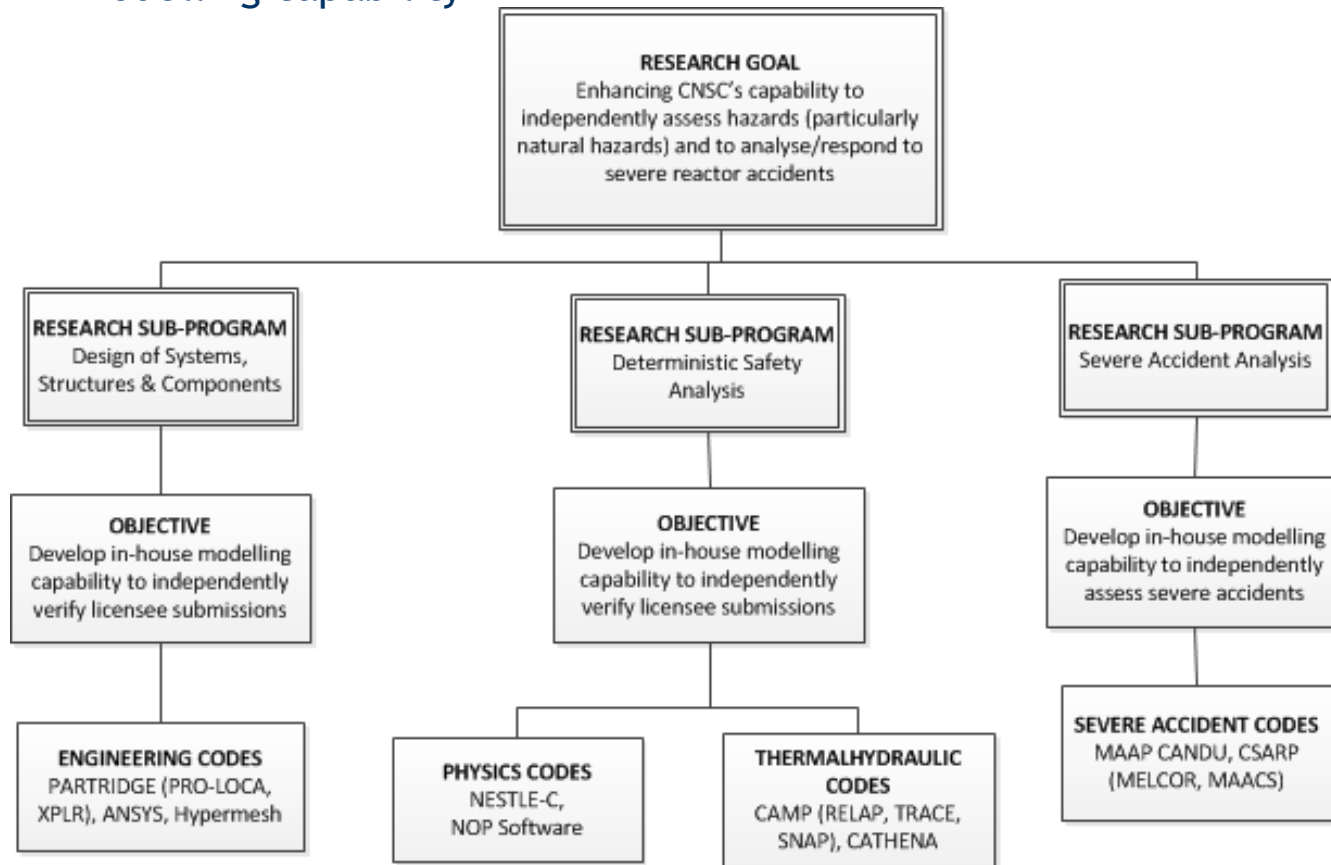 RESEARCH GOAL
Enhancing CNSC's capability to
independently assess hazards (particularly
natural hazards) and to analyse/respond to
severe reactor accidents
RESEARCH SUB-PROGRAM
Design of Systems,
Structures & Components
RESEARCH SUB-PROGRAM
Deterministic Safety
Analysis
RESEARCH SUB-PROGRAM
Severe Accident Analysis
OBJECTIVE
Develop in-house modelling
capability to independently
verify licensee submissions
OBJECTIVE
Develop in-house modelling
capability to independently
verify licensee submissions
OBJECTIVE
Develop in-house modelling
capability to independently
assess severe accidents
ENGINEERING CODES
PARTRIDGE (PRO-LOCA,
XPLR), ANSYS, Hypermesh
PHYSICS CODES
NESTLE-C,
NOP Software
THERMALHYDRAULIC
CODES
CAMP (RELAP, TRACE,
SNAP), CATHENA
SEVERE ACCIDENT CODES
MAAP CANDU, CSARP
(MELCOR, MAACS)